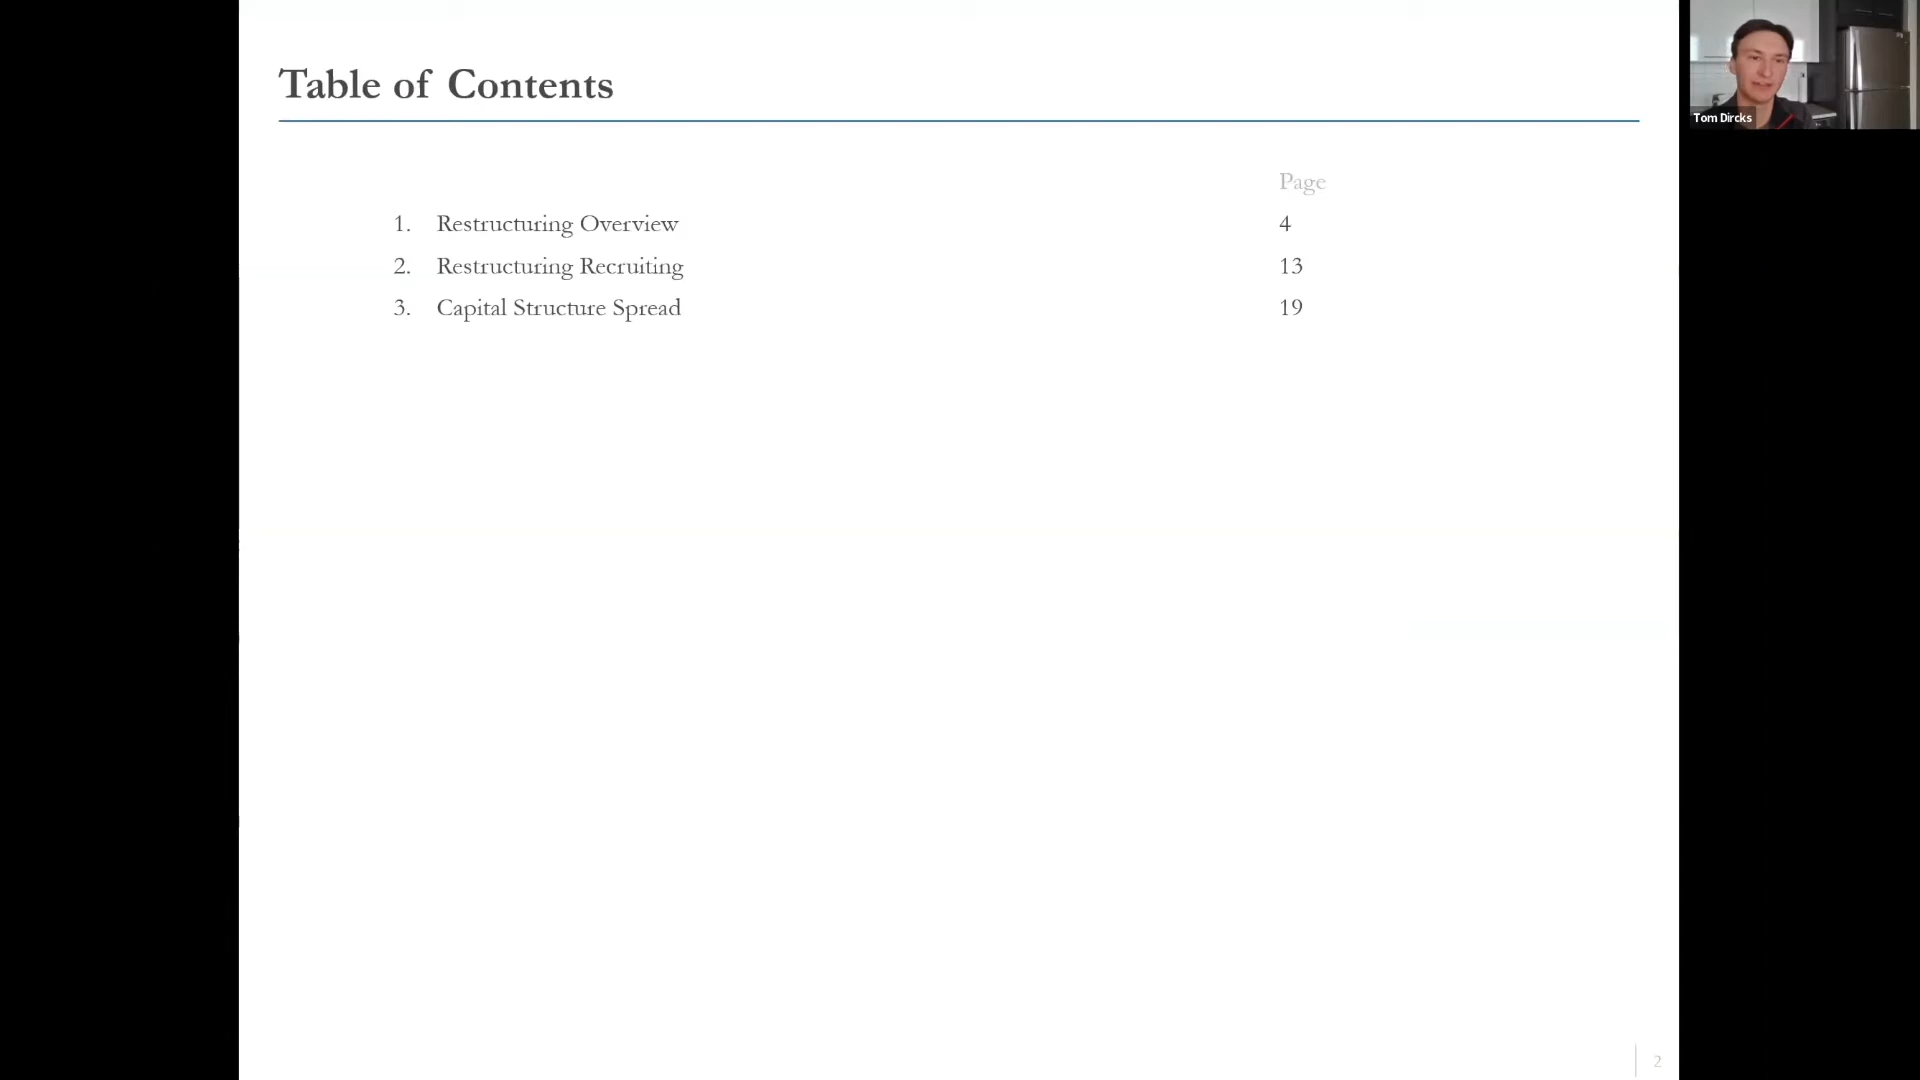 Table of Contents
Tom Dircks
Page
1. Restructuring Overview 4
2. Restructuring Recruiting 13
3. Capital Structure Spread 19
2